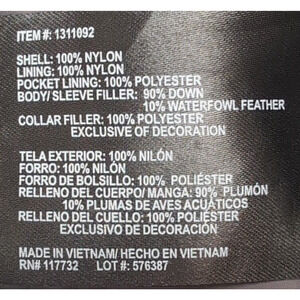 ITEM #: 1311092
SHELL: 100% NYLON
LINING: 100% NYLON
POCKET LINING: 100% POLYESTER
BODY/ SLEEVE FILLER: 90% DOWN
10% WATERFOWL FEATHER
COLLAR FILLER: 100% POLYESTER
EXCLUSIVE OF DECORATION
TELA EXTERIOR: 100% NILÓN
FORRO: 100% NILÓN
FORRO DE BOLSILLO: 100% POLIÉSTER
RELLENO DEL CUERPO/ MANGA: 90% PLUMÓN
10% PLUMAS DE AVES ACUÁTICAS
RELLENO DEL CUELLO: 100% POLIÉSTER
EXCLUSIVO DE DECORACIÓN
MADE IN VIETNAM/ HECHO EN VIETNAM
RN# 117732 LOT #: 576387